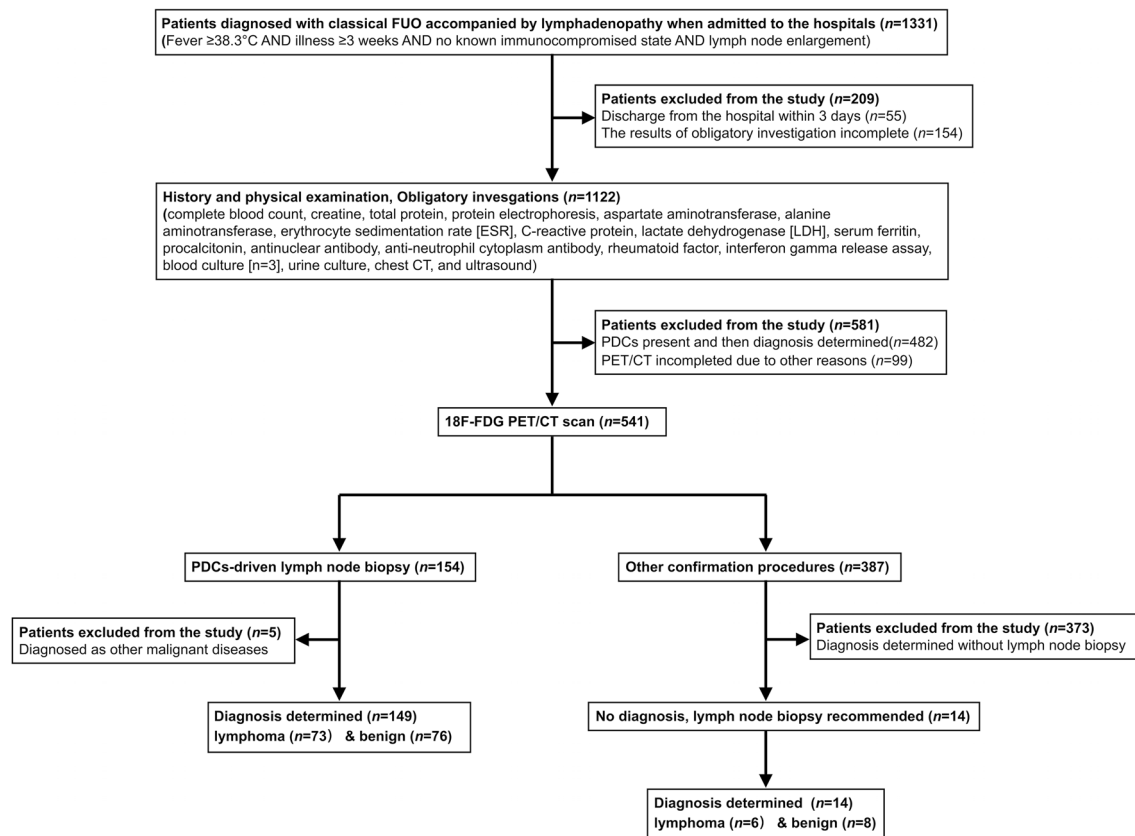 Patients diagnosed with classical FUO accompanied by lymphadenopathy when admitted to the hospitals (n=1331)
(Fever ≥38.3°C AND illness ≥3 weeks AND no known immunocompromised state AND lymph node enlargement)
Patients excluded from the study (n=209)
Discharge from the hospital within 3 days (n=55)
The results of obligatory investigation incomplete (n=154)
History and physical examination, Obligatory invesgations (n=1122)
(complete blood count, creatine, total protein, protein electrophoresis, aspartate aminotransferase, alanine
aminotransferase, erythrocyte sedimentation rate [ESR], C-reactive protein, lactate dehydrogenase [LDH], serum ferritin,
procalcitonin, antinuclear antibody, anti-neutrophil cytoplasm antibody, rheumatoid factor, interferon gamma release assay,
blood culture [n=3], urine culture, chest CT, and ultrasound)
Patients excluded from the study (n=581)
PDCs present and then diagnosis determined(n=482)
PET/CT incompleted due to other reasons (n=99)
18F-FDG PET/CT scan (n=541)
PDCs-driven lymph node biopsy (n=154)
Other confirmation procedures (n=387)
Patients excluded from the study (n=5)
Diagnosed as other malignant diseases
Patients excluded from the study (n=373)
Diagnosis determined without lymph node biopsy
Diagnosis determined (n=149)
lymphoma (n=73) & benign (n=76)
No diagnosis, lymph node biopsy recommended (n=14)
Diagnosis determined (n=14)
lymphoma (n=6) & benign (n=8)